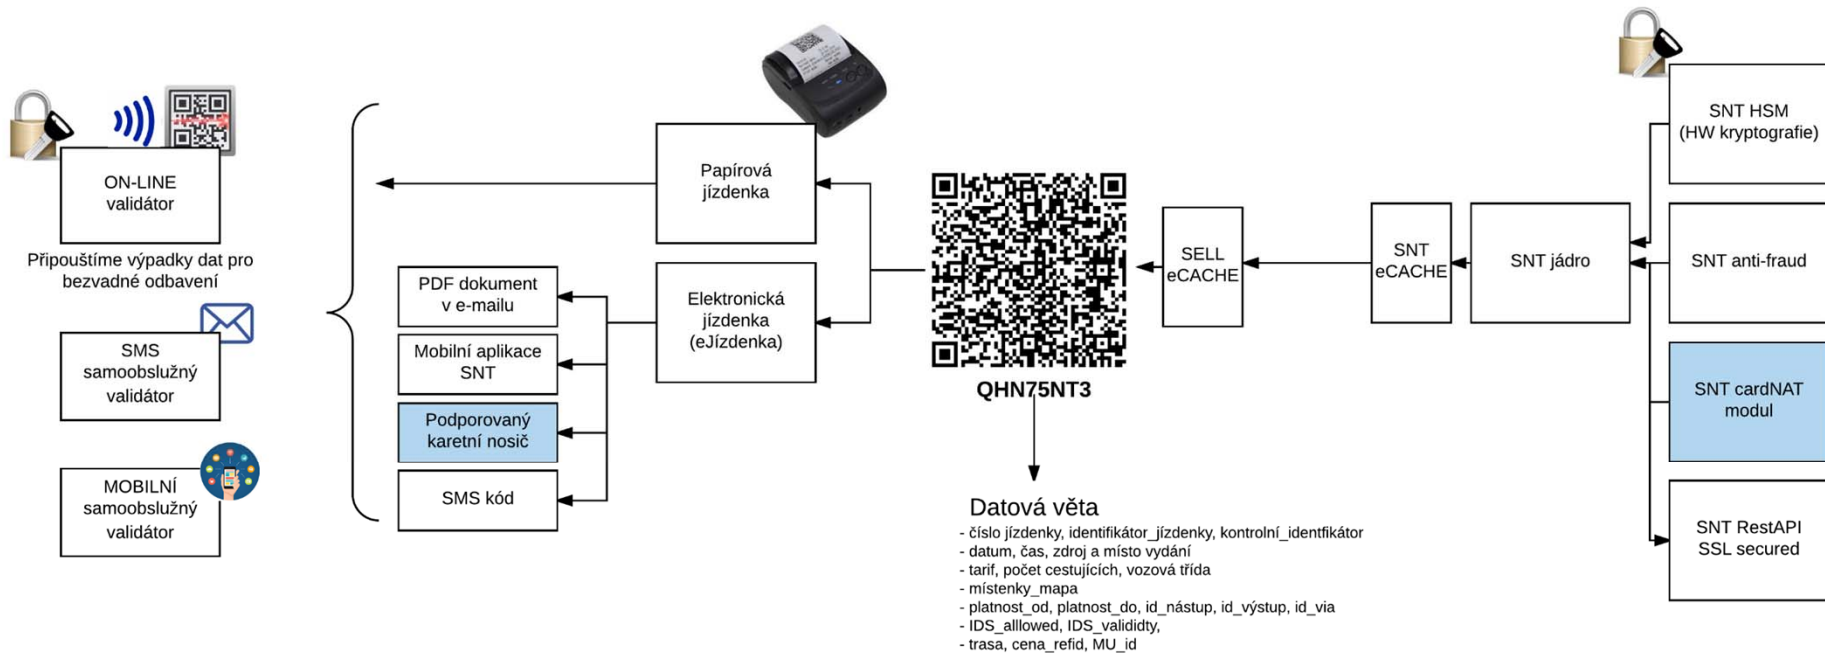 ON-LINE
validátor
Připouštíme výpadky dat pro
bezvadné odbavení
SMS
samoobslužný
validátor
MOBILNÍ
samoobslužný
validátor
PDF dokument
v e-mailu
Mobilní aplikace
SNT
Podporovaný
karetní nosič
SMS kód
Papírová
jízdenka
Elektronická
jízdenka
(eJízdenka)
QHN75NT3
Datová věta
- číslo jízdenky, identifikátor_jízdenky, kontrolní_identfikátor
- datum, čas, zdroj a místo vydání
- tarif, počet cestujících, vozová třída
- místenky_mapa
- platnost_od, platnost_do, id_nástup, id_výstup, id_via
- IDS_alllowed, IDS_valididty,
- trasa, cena_refid, MU_id
SELL
eCACHE
SNT
eCACHE
SNT jádro
SNT HSM
(HW kryptografie)
SNT anti-fraud
SNT cardNAT
modul
SNT RestAPI
SSL secured